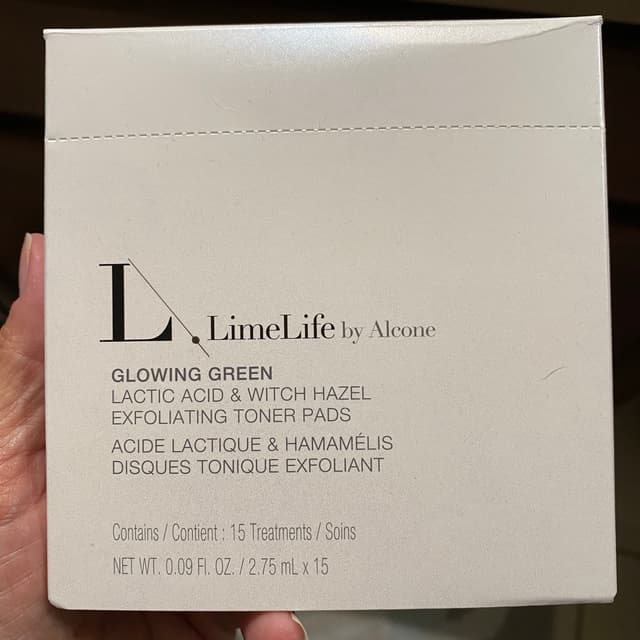 L
LimeLife by Alcone
GLOWING GREEN
LACTIC ACID & WITCH HAZEL
EXFOLIATING TONER PADS
ACIDE LACTIQUE & HAMAMÉLIS
DISQUES TONIQUE EXFOLIANT
Contains / Contient : 15 Treatments / Soins
NET WT. 0.09 Fl. OZ. / 2.75 mL x 15